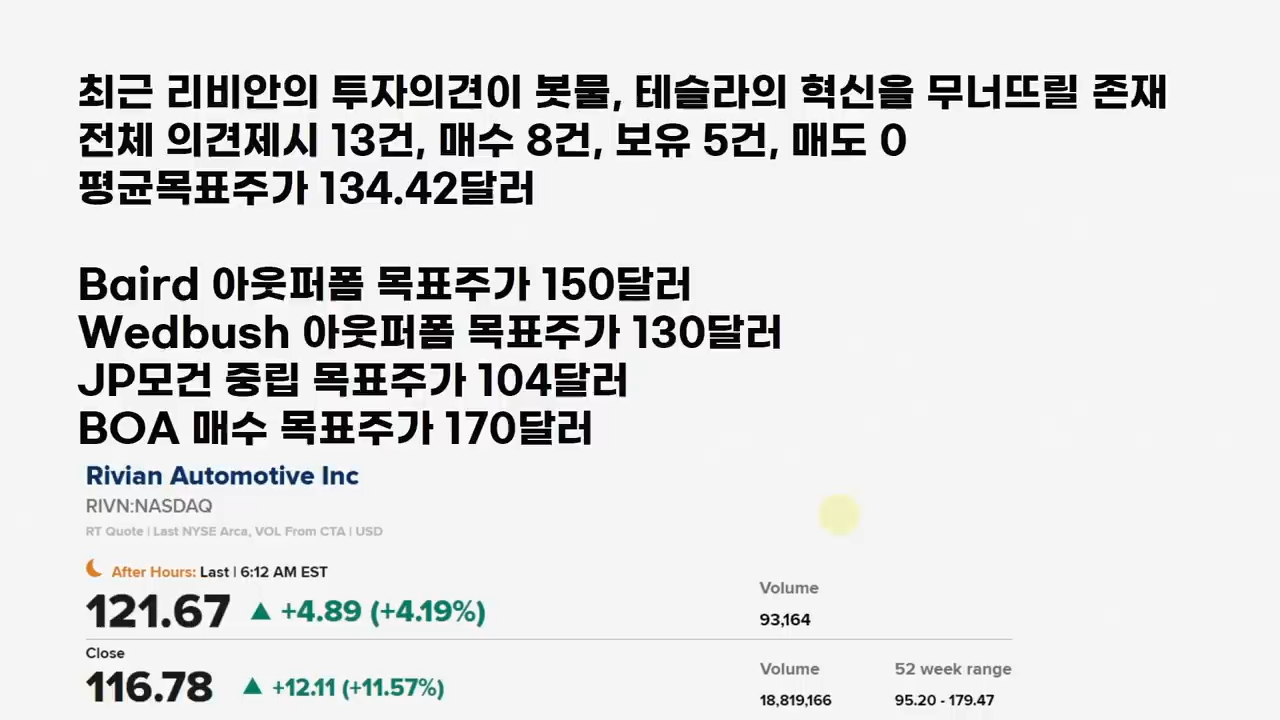 최근 리비안의 투자의견이 봇물, 테슬라의 혁신을 무너뜨릴 존재
전체 의견제시 13건, 매수 8건, 보유 5건, 매도 0
평균목표주가 134.42달러
Baird 아웃퍼폼 목표주가 150달러
Wedbush 아웃퍼폼 목표주가 130달러
JP모건 중립 목표주가 104달러
BOA 매수 목표주가 170달러
Rivian Automotive Inc
RIVN:NASDAQ
RT Quote | Last NYSE Arca, VOL From CTA | USD
After Hours: Last | 6:12 AM EST
121.67 ▲ +4.89 (+4.19%)
Volume
93,164
Close
116.78 ▲ +12.11 (+11.57%)
Volume 52 week range
18,819,166 95.20 - 179.47